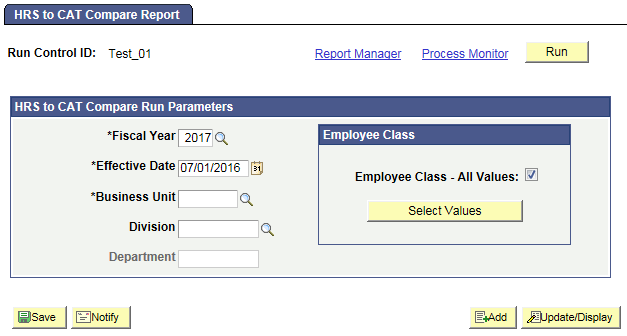 HRS to CAT Compare Report
Run Control ID: Test_01 Report Manager Process Monitor Run
HRS to CAT Compare Run Parameters
*Fiscal Year 2017
*Effective Date 07/01/2016 31
*Business Unit
Division
Department
Employee Class
Employee Class - All Values:
Select Values
Save Notify Add Update/Display